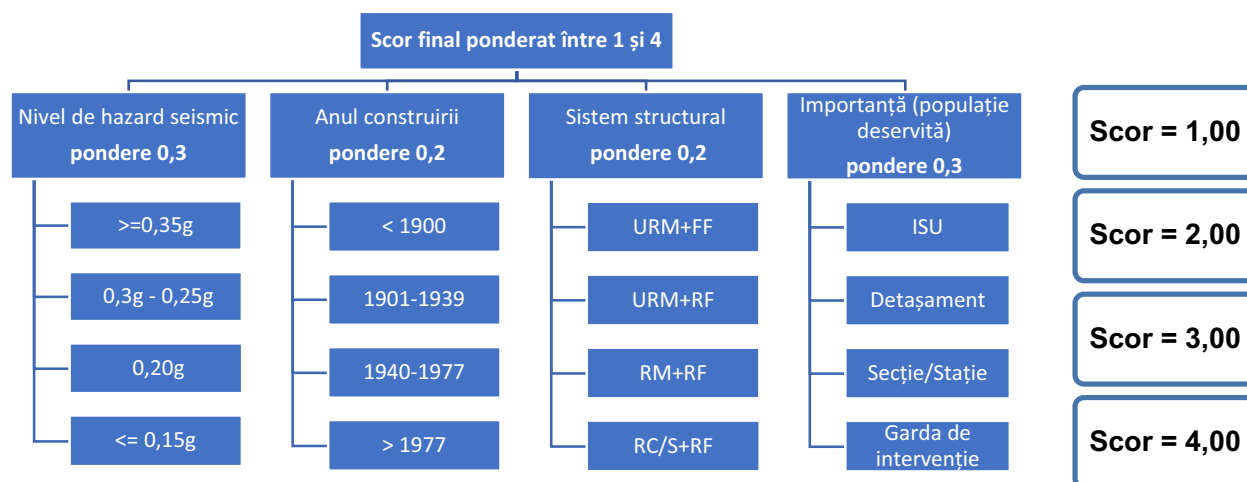 Scor final ponderat între 1 și 4
Nivel de hazard seismic
pondere 0,3
>=0,35g
0,3g - 0,25g
0,20g
<= 0,15g
Anul construirii
pondere 0,2
< 1900
1901-1939
1940-1977
> 1977
Sistem structural
pondere 0,2
URM+FF
URM+RF
RM+RF
RC/S+RF
Importanță (populație
deservită)
pondere 0,3
ISU
Detașament
Secție/Stație
Garda de
intervenție
Scor = 1,00
Scor = 2,00
Scor = 3,00
Scor = 4,00